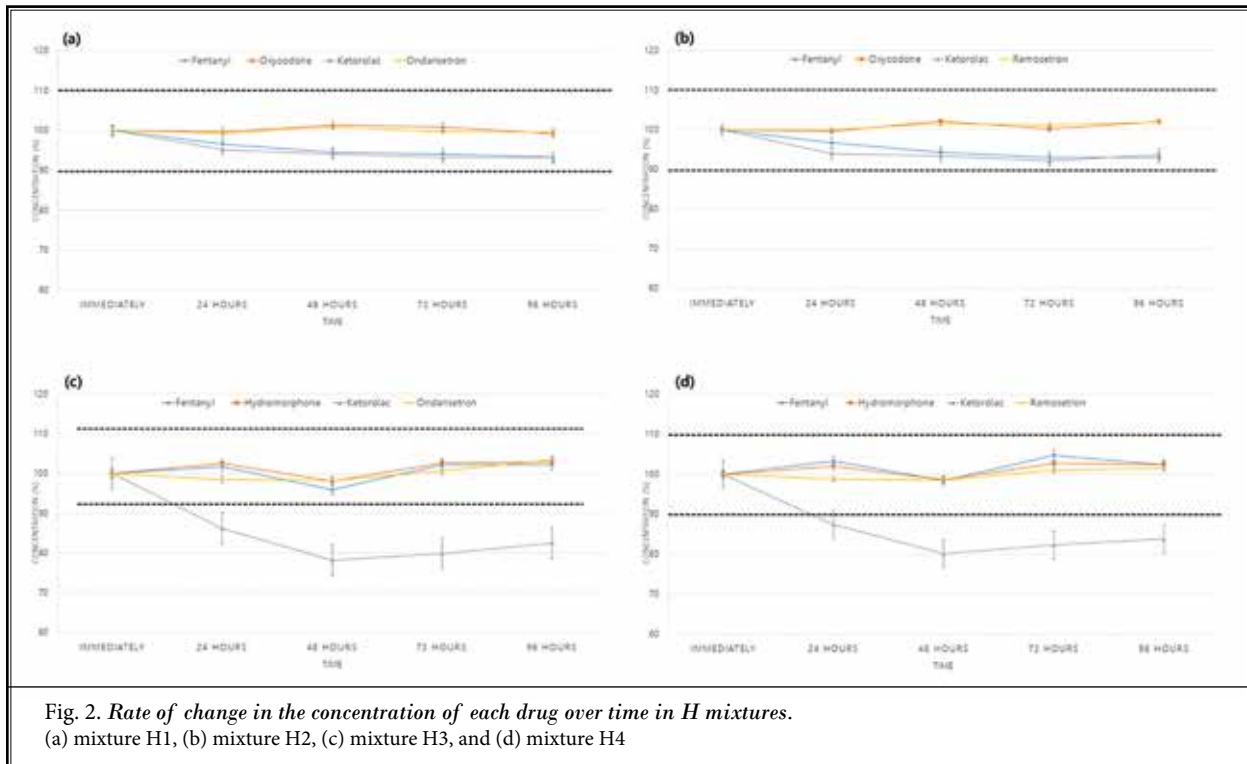 (a)
Fentanyl Oxycodone Ketorolac Ondansetron
120
110
100
90
80
70
60
CONCENTRATION (%)
IMMEDIATELY 24 HOURS 48 HOURS 72 HOURS 96 HOURS
TIME
(b)
Fentanyl Oxycodone Ketorolac Ramosetron
120
110
100
90
80
70
60
CONCENTRATION (%)
IMMEDIATELY 24 HOURS 48 HOURS 72 HOURS 96 HOURS
TIME
(c)
Fentanyl Hydromorphone Ketorolac Ondansetron
120
110
100
90
80
70
60
CONCENTRATION (%)
IMMEDIATELY 24 HOURS 48 HOURS 72 HOURS 96 HOURS
TIME
(d)
Fentanyl Hydromorphone Ketorolac Ramosetron
120
110
100
90
80
70
60
CONCENTRATION (%)
IMMEDIATELY 24 HOURS 48 HOURS 72 HOURS 96 HOURS
TIME
Fig. 2. Rate of change in the concentration of each drug over time in H mixtures.
(a) mixture H1, (b) mixture H2, (c) mixture H3, and (d) mixture H4